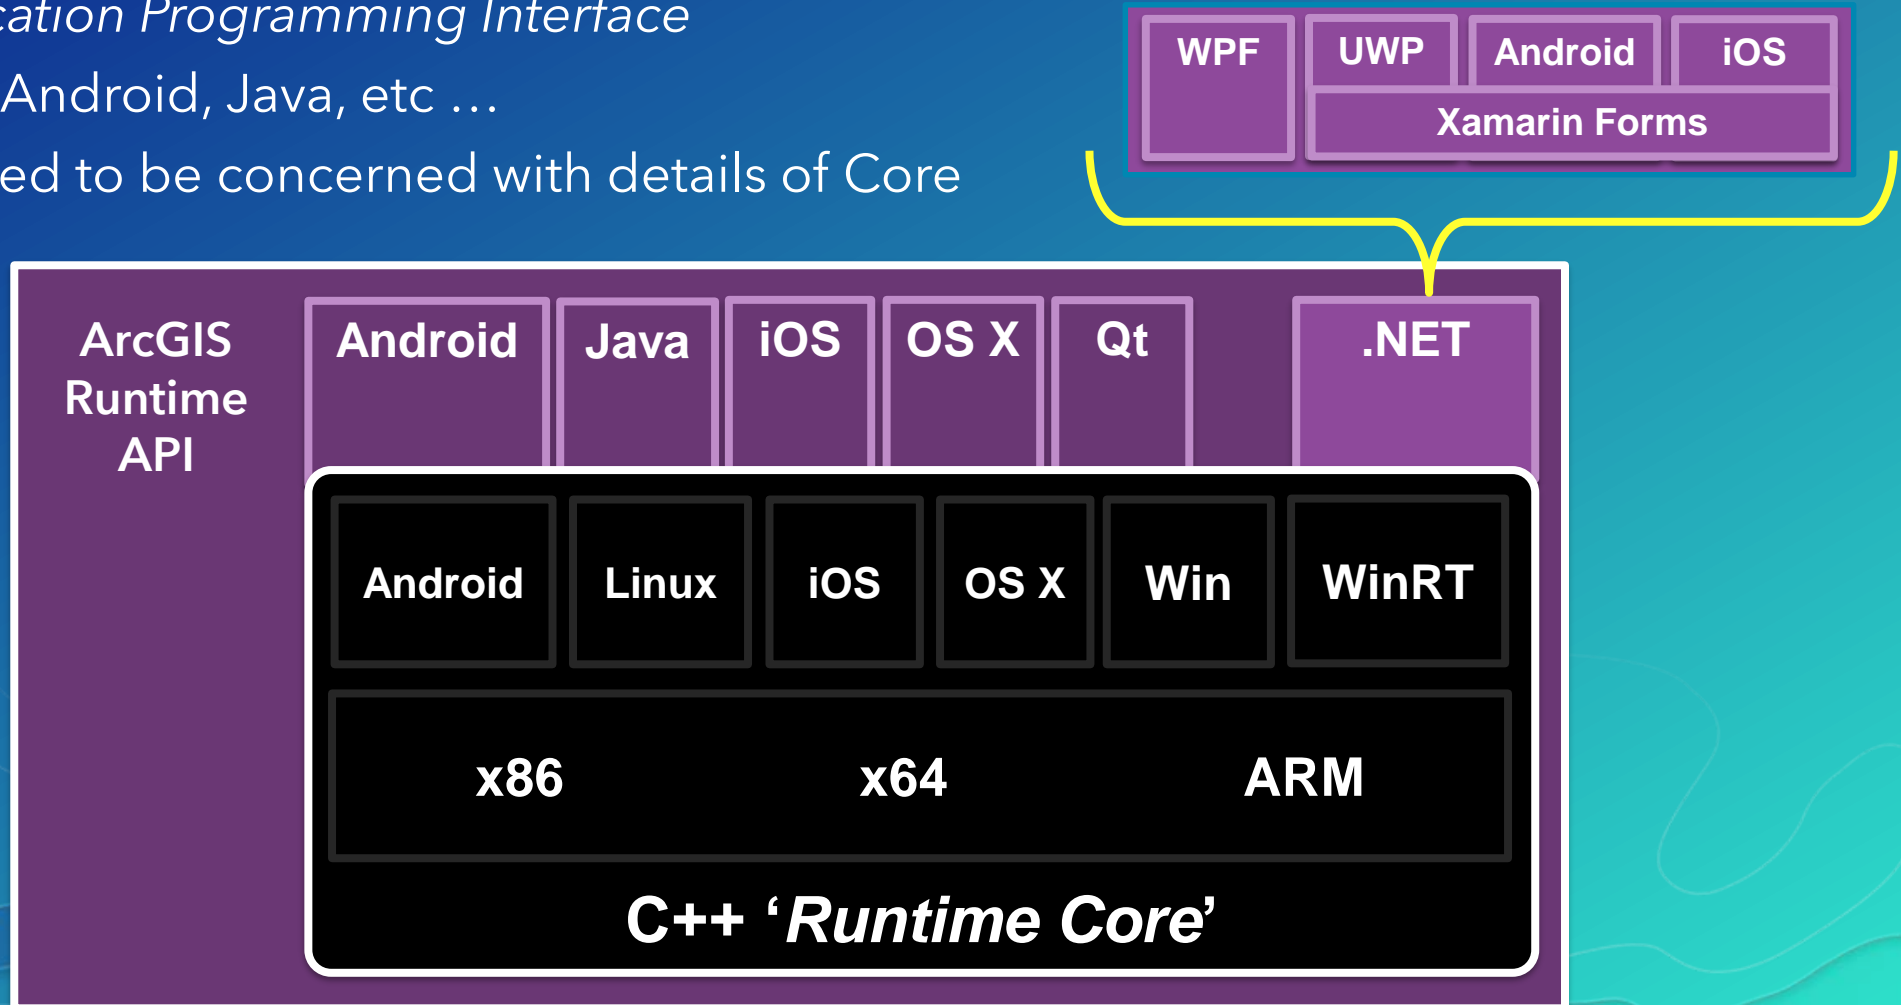 cation Programming Interface
Android, Java, etc …
ed to be concerned with details of Core
WPF UWP Android iOS
Xamarin Forms
ArcGIS
Runtime
API
Android Java iOS OS X Qt .NET
Android Linux iOS OS X Win WinRT
x86 x64 ARM
C++ ‘Runtime Core’